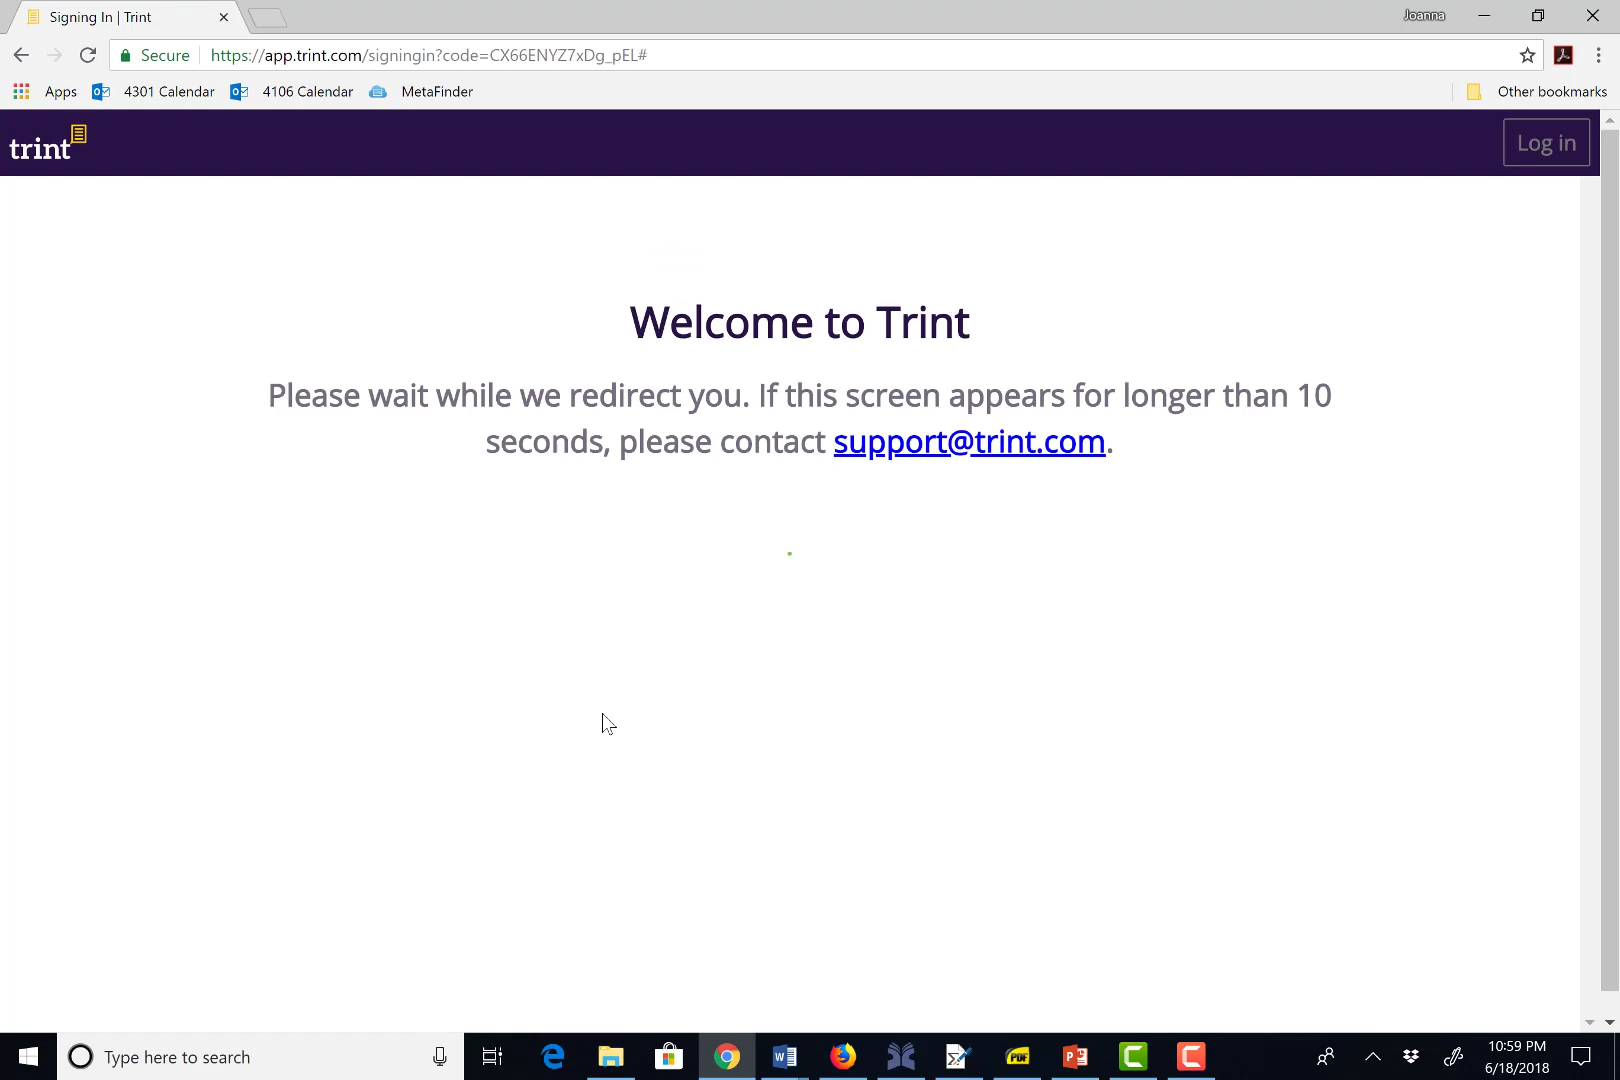 Signing In | Trint
Joanna
Secure
https://app.trint.com/signingin?code=CX66ENYZ7xDg_pEL#
Apps
4301 Calendar
4106 Calendar
MetaFinder
Other bookmarks
trint
Log in
Welcome to Trint
Please wait while we redirect you. If this screen appears for longer than 10
seconds, please contact support@trint.com.
Type here to search
PDF
10:59 PM
6/18/2018